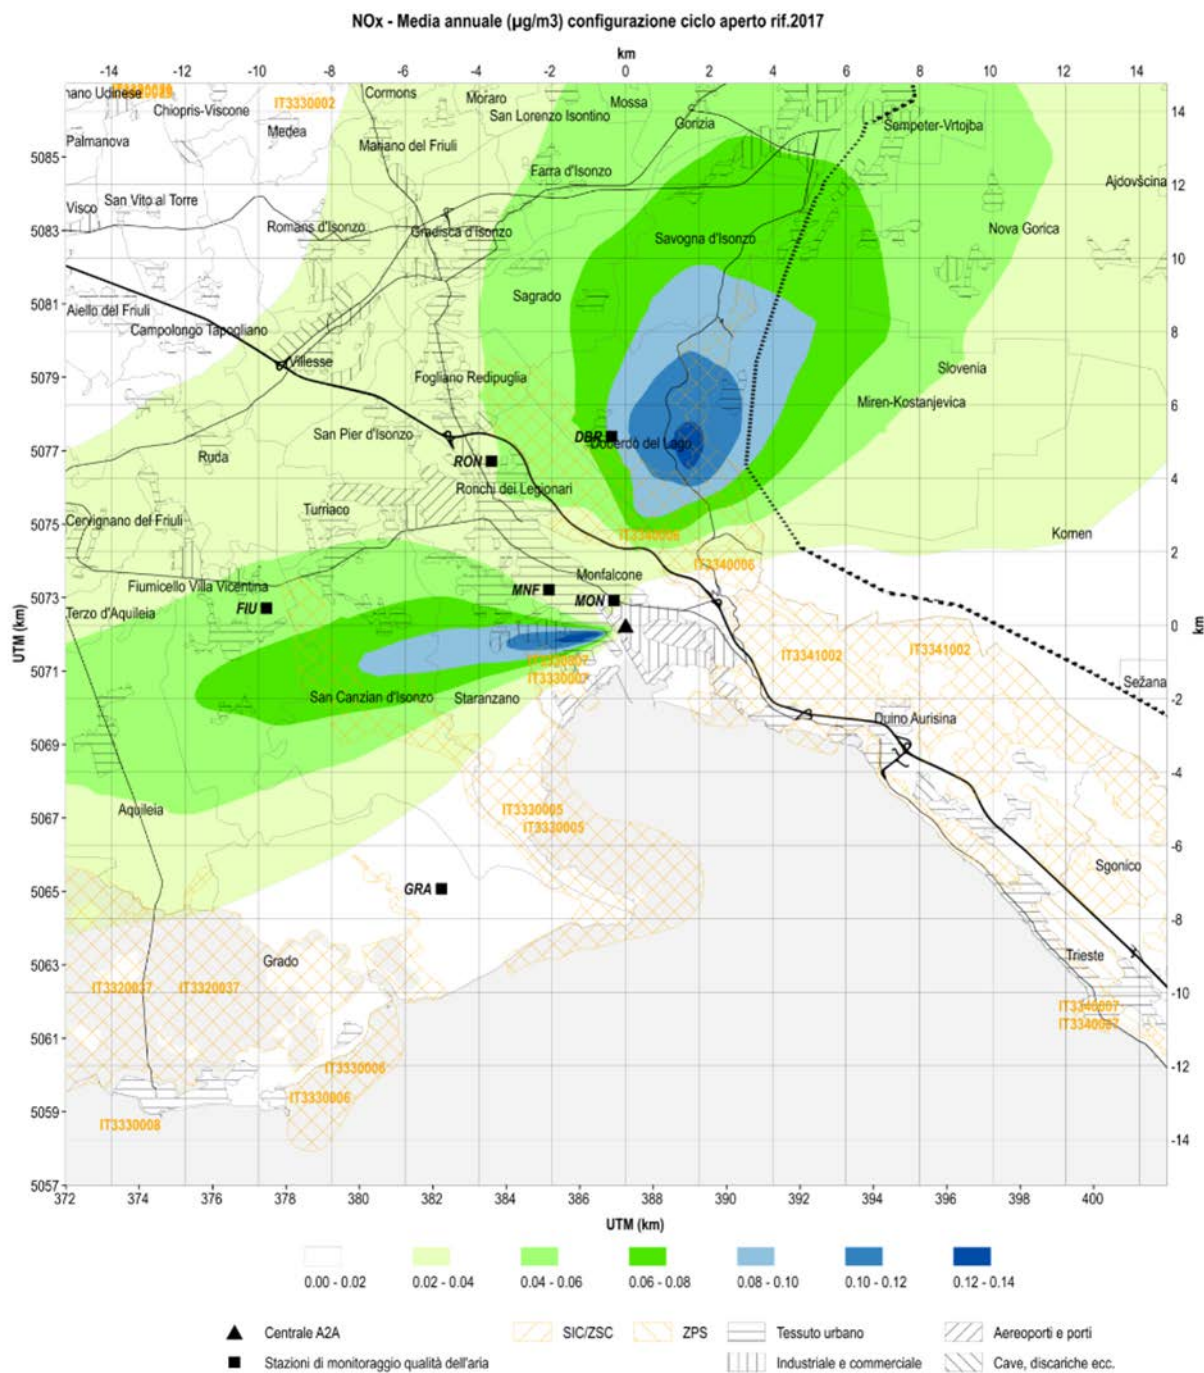 NOx - Media annuale (µg/m3) configurazione ciclo aperto rif.2017
km
-14 -12 -10 -8 -6 -4 -2 0 2 4 6 8 10 12 14
Cormons
Moraro
Mossa
Chiopris-Viscone
IT3330002
San Lorenzo Isontino
Gorizia
Sempeter-Vrtojba
14
Medea
Palmanova
Mariano del Friuli
5085
Farra d'Isonzo
Ajdovščina
12
San Vito al Torre
Visco
5083
Romans d'Isonzo
Gradisca d'Isonzo
Savogna d'Isonzo
Nova Gorica
10
Sagrado
5081
Aiello del Friuli
Campolongo Tapogliano
8
Villesse
Slovenia
5079
Fogliano Redipuglia
Miren-Kostanjevica
6
San Pier d'Isonzo
DBR
Doberdò del Lago
5077
Ruda
RON
Ronchi dei Legionari
4
Turriaco
5075
Cervignano del Friuli
IT3340006
Komen
2
IT3340006
Monfalcone
Fiumicello Villa Vicentina
MNF
5073
MON
FIU
Terzo d'Aquileia
0
km
UTM (km)
IT3341002
IT3341002
IT3330007
5071
IT3330007
Sežana
San Canzian d'Isonzo
Staranzano
-2
Duino Aurisina
5069
-4
Aquileia
IT3330005
5067
IT3330005
-6
Sgonico
GRA
5065
-8
Grado
Trieste
5063
IT3320037
IT3320037
-10
IT3340007
5061
IT3340007
IT3330006
-12
IT3330006
5059
IT3330008
-14
5057
372 374 376 378 380 382 384 386 388 390 392 394 396 398 400
UTM (km)
0.00 - 0.02 0.02 - 0.04 0.04 - 0.06 0.06 - 0.08 0.08 - 0.10 0.10 - 0.12 0.12 - 0.14
Centrale A2A SIC/ZSC ZPS Tessuto urbano Aereoporti e porti
Stazioni di monitoraggio qualità dell'aria Industriale e commerciale Cave, discariche ecc.